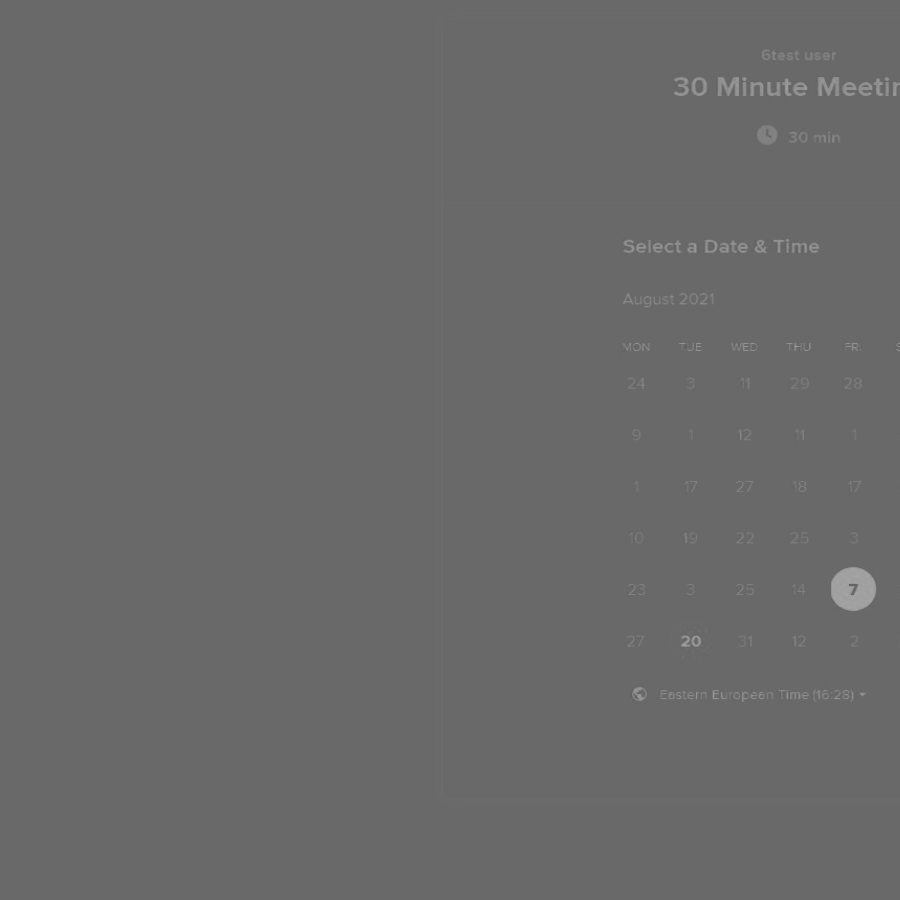 6test user
30 Minute Meetin
30 min
Select a Date & Time
August 2021
MON TUE WED THU FRI S
24 3 11 29 28
9 1 12 11 1
1 17 27 18 17
10 19 22 25 3
23 3 25 14 7
27 20 31 12 2
Eastern European Time (16:28)